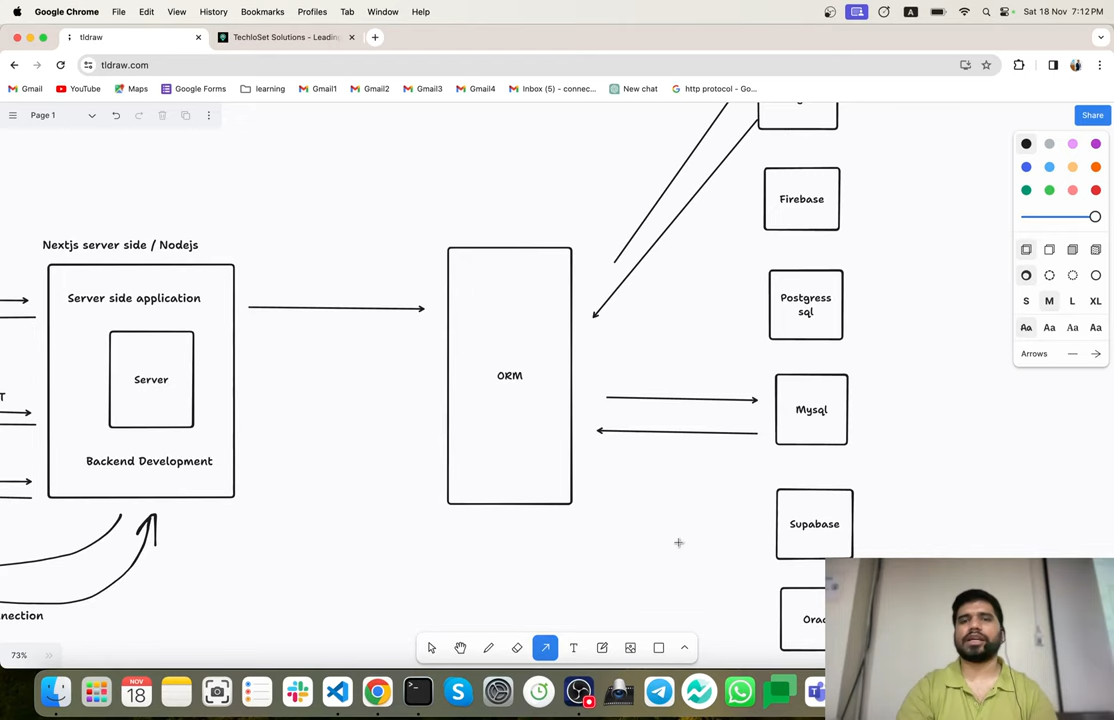 Google Chrome File Edit View History Bookmarks Profiles Tab Window Help
A
Sat 18 Nov 7:12 PM
tldraw
TechloSet Solutions - Leadin
tldraw.com
Gmail YouTube Maps Google Forms learning Gmail1 Gmail2 Gmail3 Gmail4 Inbox (5) - connec... New chat http protocol - Go...
Page 1
Share
Firebase
Nextjs server side / Nodejs
Server side application
Postgress
sql
S M L XL
Aa Aa Aa Aa
Arrows
ORM
Server
T
Mysql
Backend Development
Supabase
nection
Orac
73%
T
NOV
18